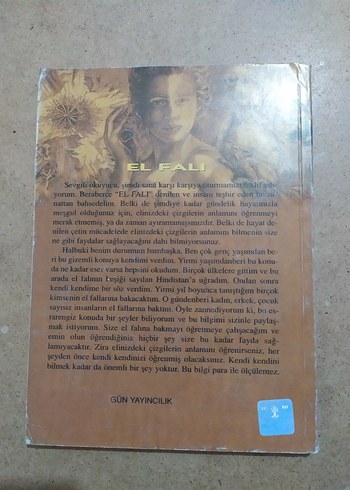 EL FALI
Sevgili okuyucu, şimdi sana karşı karşıya oturmamızı teklif edi-
yorum. Beraberce "EL FALI" denilen ve insanı teşhir eden bu sa-
nattan bahsedelim. Belki de şimdiye kadar gündelik hayatınızla
meşgul olduğunuz için, elinizdeki çizgilerin anlamını öğrenmeyi
merak etmemiş, ya da zaman ayıramamışsınızdır. Belki de hayat de-
nilen çetin mücadelede elinizdeki çizgilerin anlamını bilmenin size
ne gibi faydalar sağlayacağını dahi bilmiyorsunuz.
Halbuki benim durumum bambaşka. Ben çok genç yaşımdan be-
ri bu gizemli konuya kendimi verdim. Yirmi yaşındanberi bu konu-
da ne kadar eser varsa hepsini okudum. Birçok ülkelere gittim ve bu
arada el falının beşiği sayılan Hindistan'a uğradım. Ondan sonra
kendi kendime bir söz verdim. Yirmi yıl boyunca tanıştığım birçok
kimsenin el fallarına bakacaktım. O gündenberi kadın, erkek, çocuk
sayısız insanların el fallarına baktım. Öyle zannediyorum ki, bu es-
rarengiz konuda bir şeyler biliyorum ve bu bilgimi sizinle paylaş-
mak istiyorum. Size el falına bakmayı öğretmeye çalışacağım ve
emin olun öğrendiğiniz hiçbir şey size bu kadar fayda sağ-
lamıyacaktır. Zira elinizdeki çizgilerin anlamını öğrenirseniz, her
şeyden önce kendi kendinizi öğrenmiş olacaksınız. Kendi kendini
bilmek kadar da önemli bir şey yoktur. Bu bilgi para ile ölçülemez.
GÜN YAYINCILIK